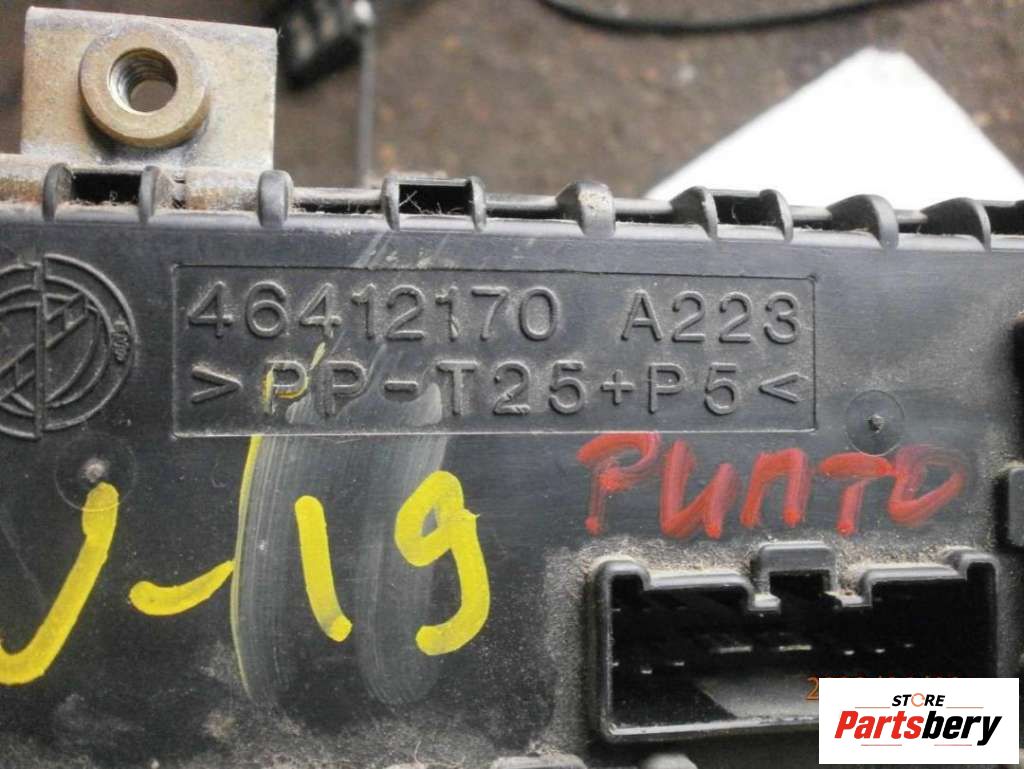 46412170 A223
>PP-T25+P5<
PUNTO
-19
STORE
Partsbery